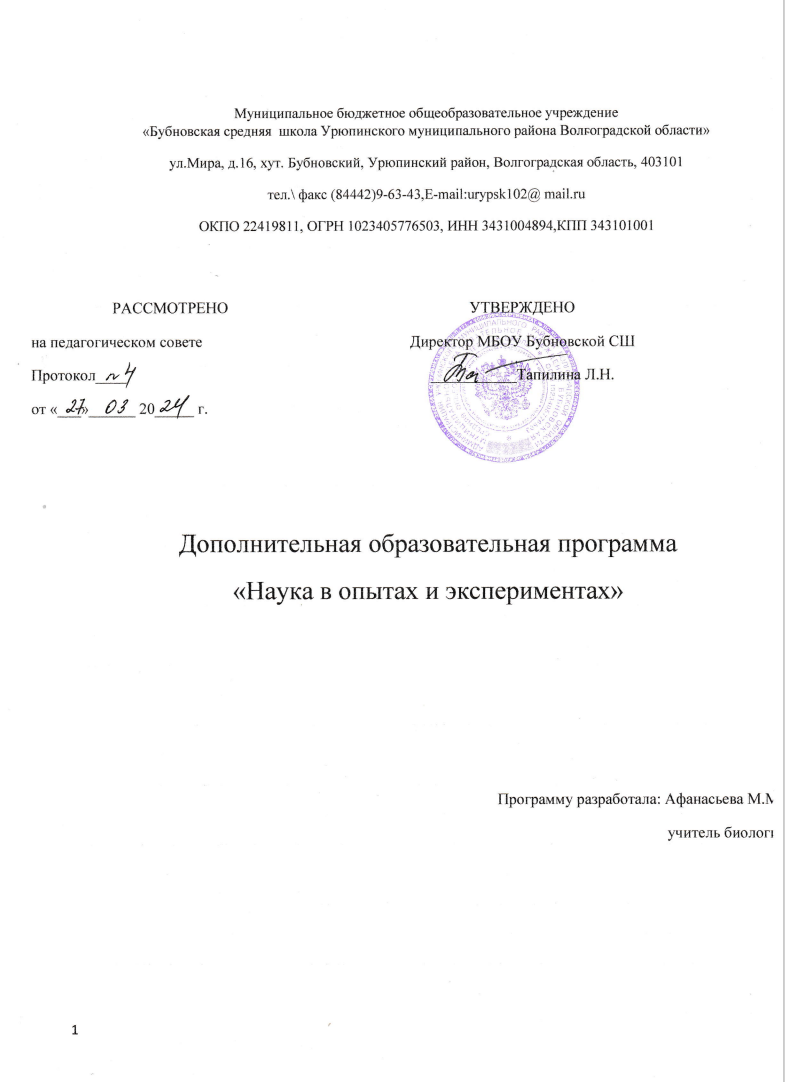 Муниципальное бюджетное общеобразовательное учреждение
«Бубновская средняя школа Урюпинского муниципального района Волгоградской области»
ул.Мира, д.16, хут. Бубновский, Урюпинский район, Волгоградская область, 403101
тел.\ факс (84442)9-63-43,E-mail:urypsk102@ mail.ru
ОКПО 22419811, ОГРН 1023405776503, ИНН 3431004894,КПП 343101001
РАССМОТРЕНО
на педагогическом совете
Протокол №4
от «27» 03 2024 г.
УТВЕРЖДЕНО
Директор МБОУ Бубновской СШ
Тапилина Л.Н.
Дополнительная образовательная программа
«Наука в опытах и экспериментах»
Программу разработала: Афанасьева М.М
учитель биолог
1